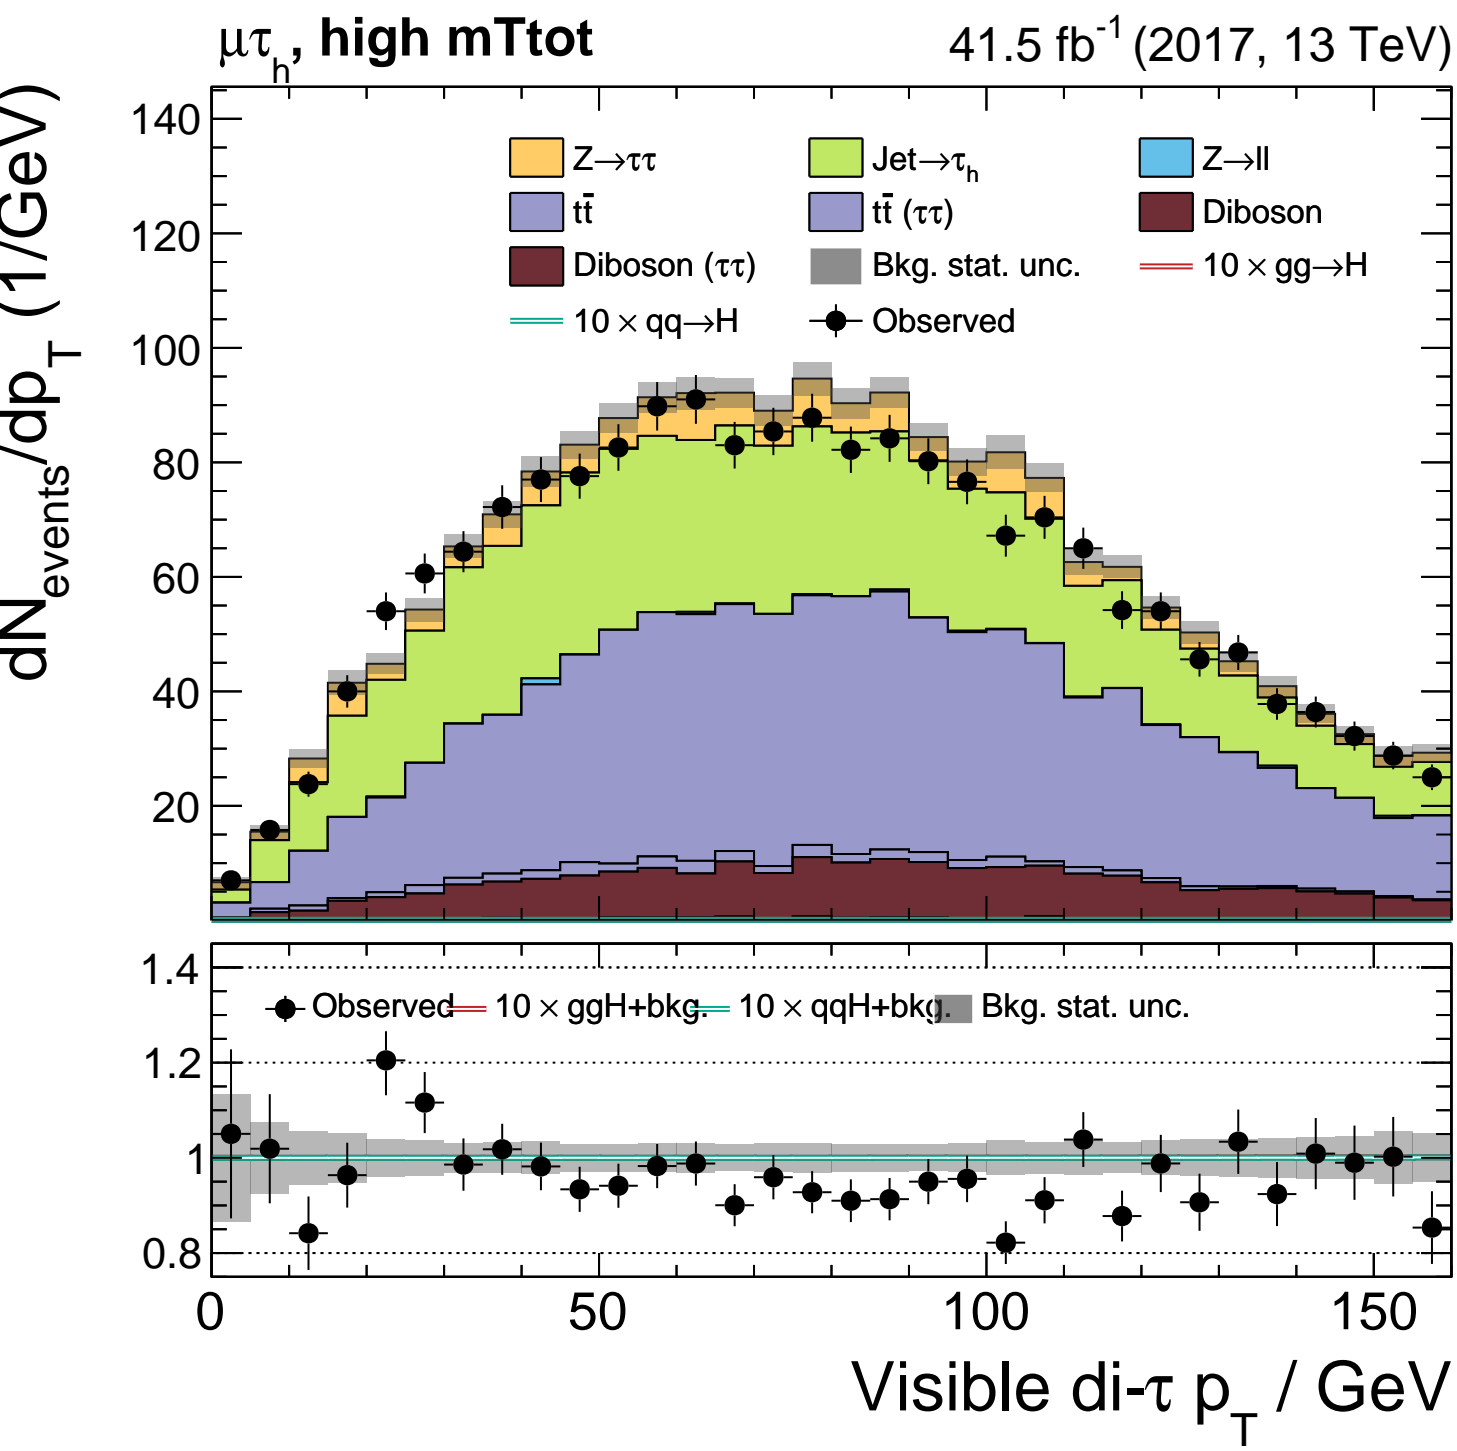 μτh, high mTtot
41.5 fb-1 (2017, 13 TeV)
dNevents/dpT (1/GeV)
140
120
100
80
60
40
20
Z→ττ Jet→τh Z→ll
tt̄ tt̄ (ττ) Diboson
Diboson (ττ) Bkg. stat. unc. 10 × gg→H
10 × qq→H Observed
1.4
1.2
1
0.8
Observed 10 × ggH+bkg. 10 × qqH+bkg. Bkg. stat. unc.
0 50 100 150
Visible di-τ pT / GeV